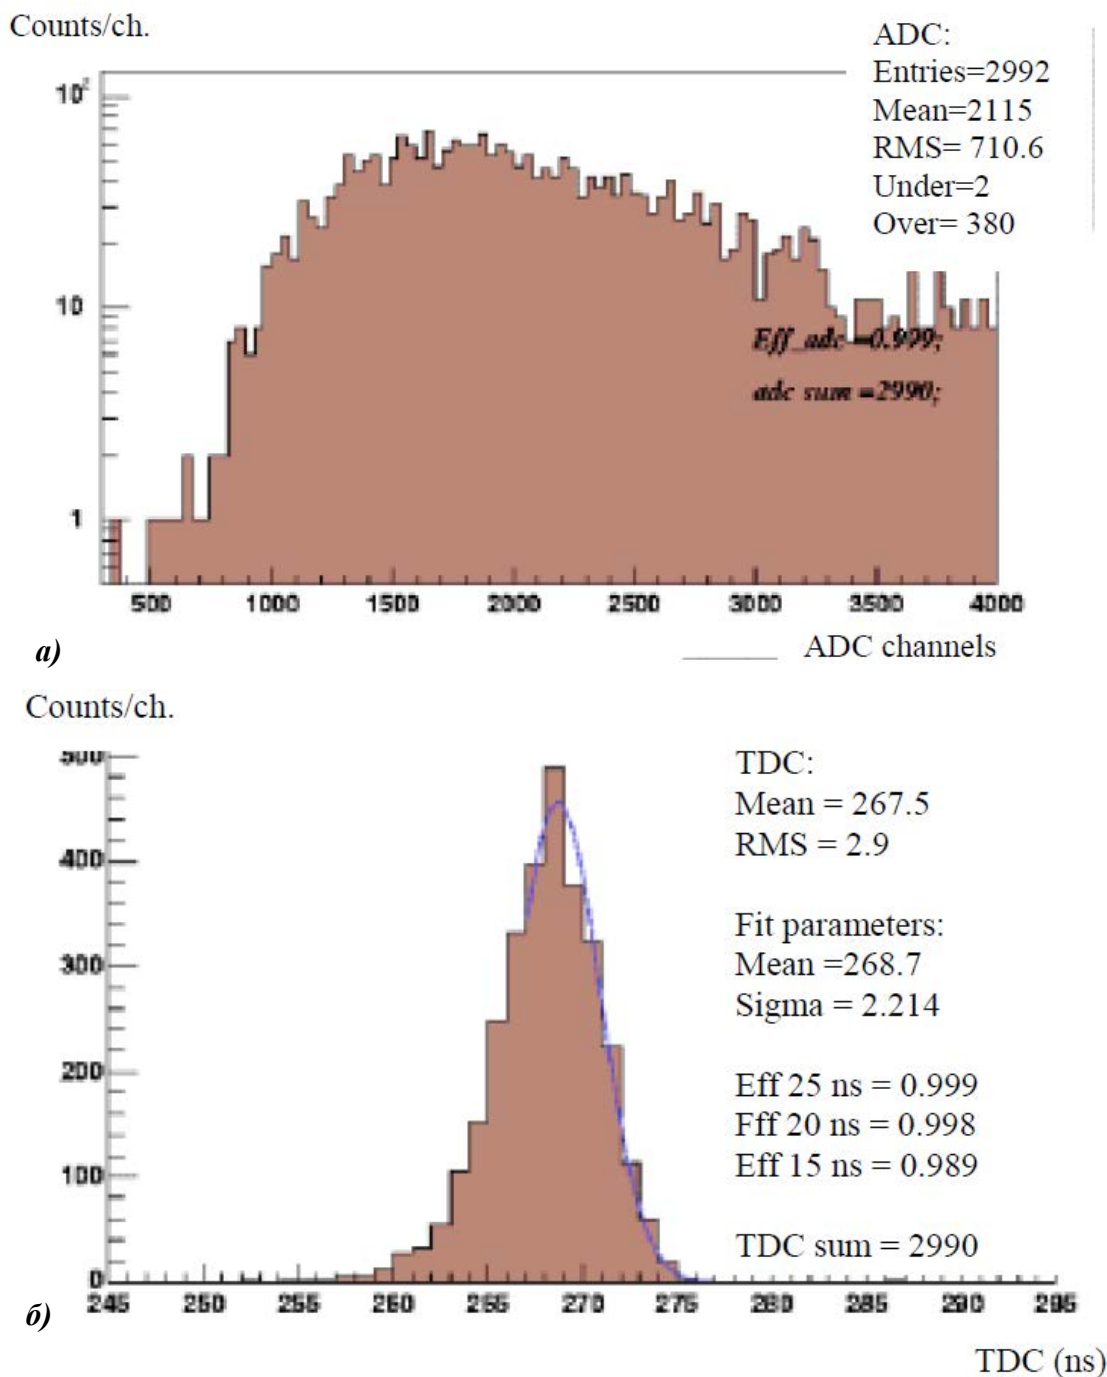 Counts/ch.
ADC:
Entries=2992
Mean=2115
RMS= 710.6
Under=2
Over= 380
10²
10
1
Eff_adc =0.999;
adc sum =2990;
500 1000 1500 2000 2500 3000 3500 4000
a)
ADC channels
Counts/ch.
500
400
300
200
100
0
TDC:
Mean = 267.5
RMS = 2.9
Fit parameters:
Mean =268.7
Sigma = 2.214
Eff 25 ns = 0.999
Fff 20 ns = 0.998
Eff 15 ns = 0.989
TDC sum = 2990
245 250 255 260 265 270 275 280 285 290 295
б)
TDC (ns)